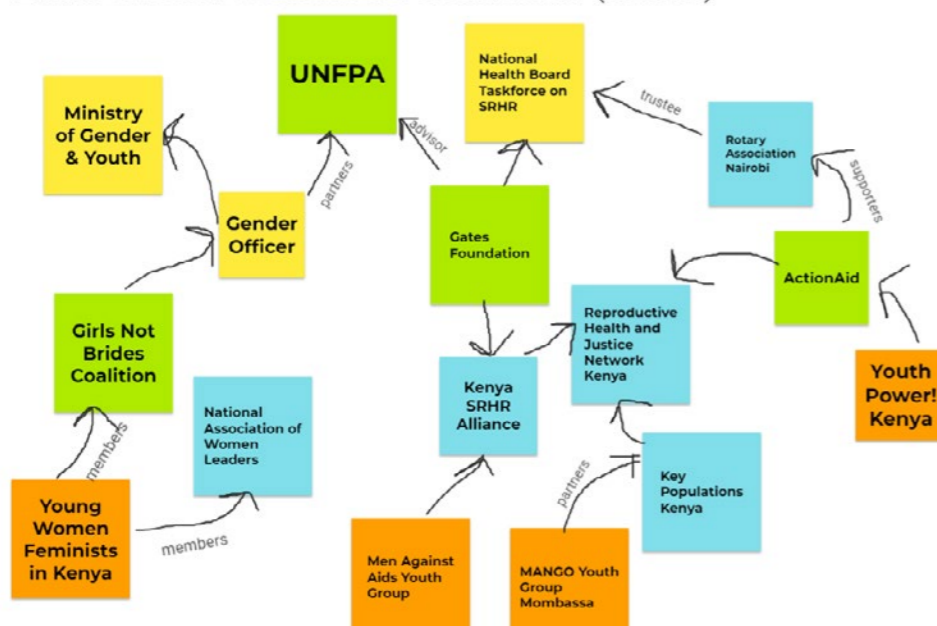 UNFPA
National
Health Board
Taskforce on
SRHR
Ministry
of Gender
& Youth
trustee
advisor
Rotary
Association
Nairobi
partners
supporters
Gender
Officer
Gates
Foundation
ActionAid
Girls Not
Brides
Coalition
Reproductive
Health and
Justice
Network
Kenya
Youth
Power!
Kenya
Kenya
SRHR
Alliance
National
Association of
Women
Leaders
members
partners
Key
Populations
Kenya
Young
Women
Feminists
in Kenya
members
Men Against
Aids Youth
Group
MANGO Youth
Group
Mombassa